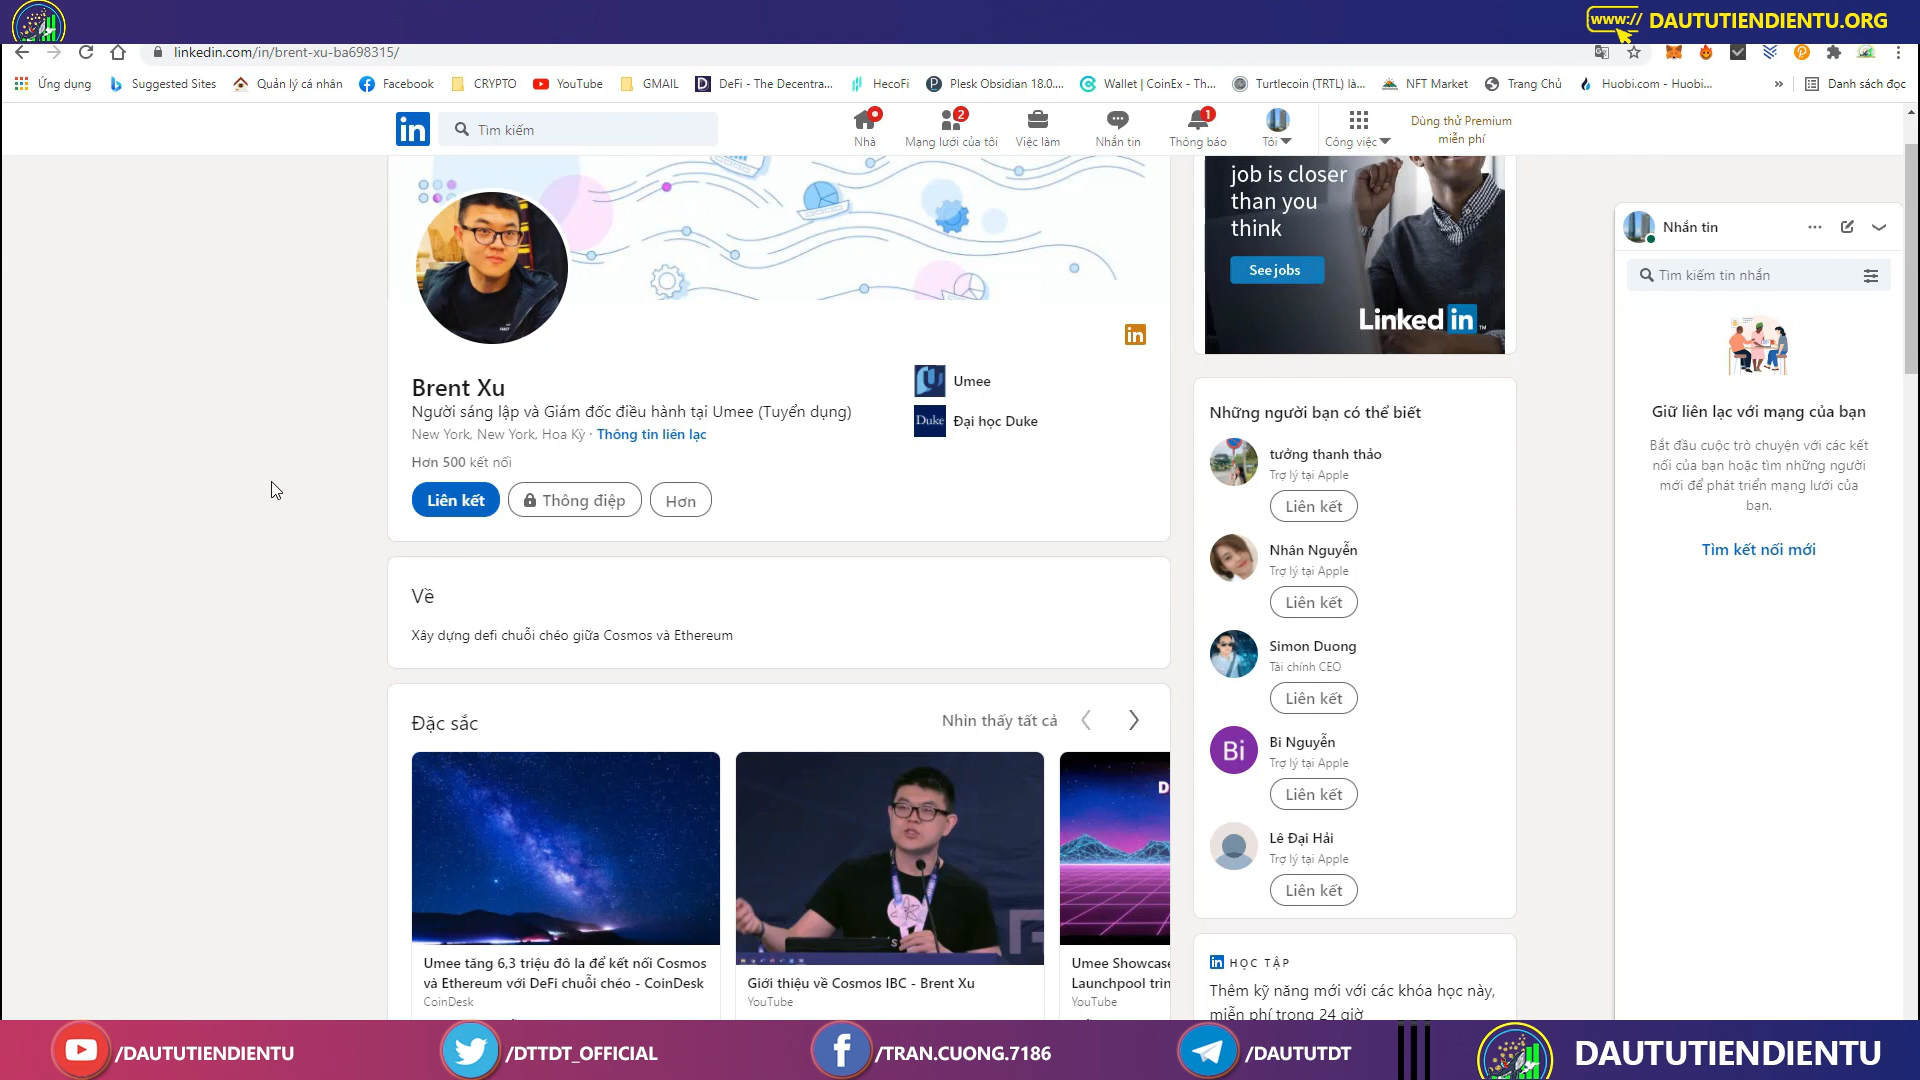 www://
DAUTUTIENDIENTU.ORG
linkedin.com/in/brent-xu-ba698315/
Ứng dụng
Suggested Sites
Quản lý cá nhân
Facebook
CRYPTO
YouTube
GMAIL
DeFi - The Decentra...
HecoFi
Plesk Obsidian 18.0....
Wallet | CoinEx - Th...
Turtlecoin (TRTL) là...
NFT Market
Trang Chủ
Huobi.com - Huobi...
»
Danh sách đọc
in
Tìm kiếm
Nhà
2
Mạng lưới của tôi
Việc làm
Nhắn tin
1
Thông báo
Tôi
Công việc
Dùng thử Premium
miễn phí
Brent Xu
Người sáng lập và Giám đốc điều hành tại Umee (Tuyển dụng)
New York, New York, Hoa Kỳ · Thông tin liên lạc
Hơn 500 kết nối
Liên kết
Thông điệp
Hơn
in
Umee
Duke
Đại học Duke
Về
Xây dựng defi chuỗi chéo giữa Cosmos và Ethereum
Đặc sắc
Nhìn thấy tất cả
Umee tăng 6,3 triệu đô la để kết nối Cosmos
và Ethereum với DeFi chuỗi chéo - CoinDesk
CoinDesk
Giới thiệu về Cosmos IBC - Brent Xu
YouTube
D
Umee Showcase
Launchpool trìn
YouTube
job is closer
than you
think
See jobs
Linked in
Những người bạn có thể biết
tưởng thanh thảo
Trợ lý tại Apple
Liên kết
Nhân Nguyễn
Trợ lý tại Apple
Liên kết
Simon Duong
Tài chính CEO
Liên kết
Bi
Bi Nguyễn
Trợ lý tại Apple
Liên kết
Lê Đại Hải
Trợ lý tại Apple
Liên kết
in HỌC TẬP
Thêm kỹ năng mới với các khóa học này,
miễn phí trong 24 giờ
Nhắn tin
Tìm kiếm tin nhắn
Giữ liên lạc với mạng của bạn
Bắt đầu cuộc trò chuyện với các kết
nối của bạn hoặc tìm những người
mới để phát triển mạng lưới của
bạn.
Tìm kết nối mới
/DAUTUTIENDIENTU
/DTTDT_OFFICIAL
/TRAN.CUONG.7186
/DAUTUTDT
DAUTUTIENDIENTU